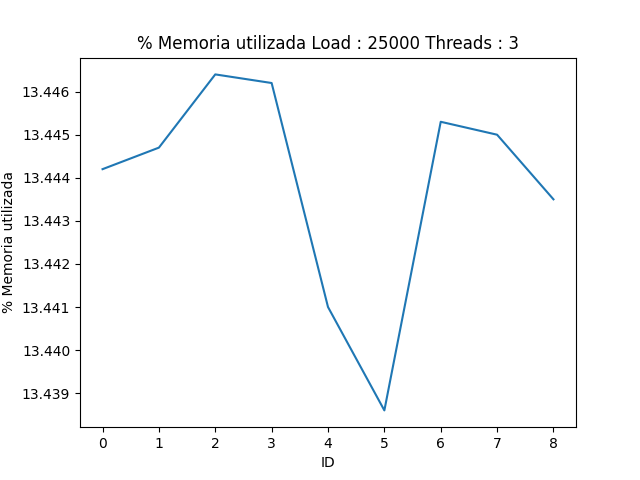 % Memoria utilizada Load : 25000 Threads : 3
% Memoria utilizada
13.446
13.445
13.444
13.443
13.442
13.441
13.440
13.439
0 1 2 3 4 5 6 7 8
ID